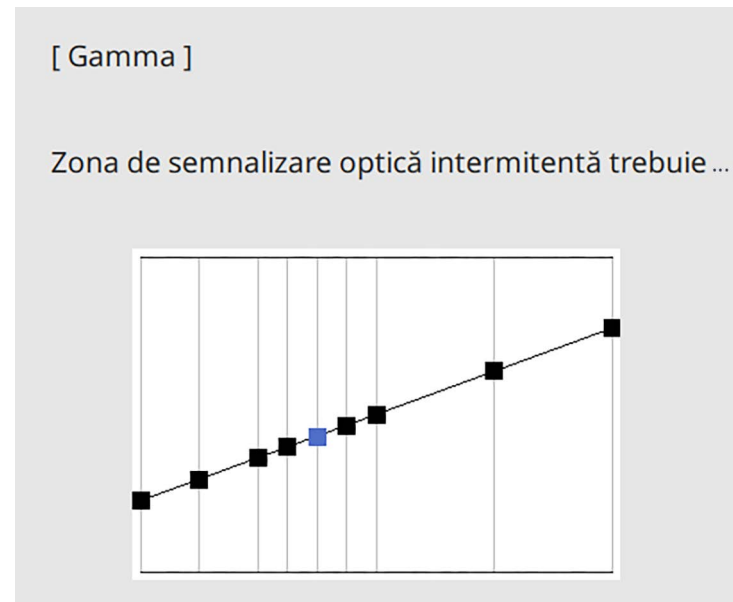 [ Gamma ]
Zona de semnalizare optică intermitentă trebuie ...